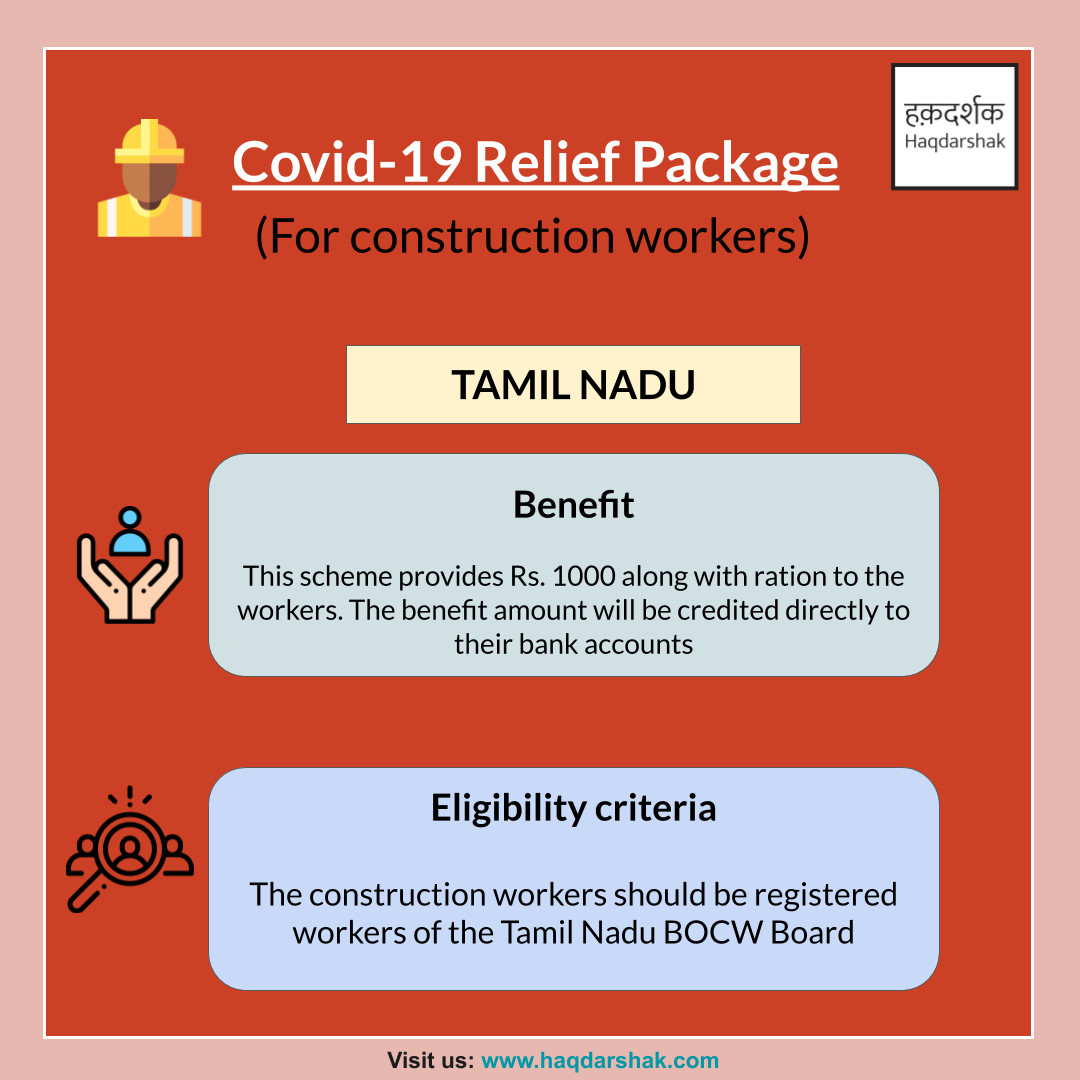 हक़दर्शक
Haqdarshak
Covid-19 Relief Package
(For construction workers)
TAMIL NADU
Benefit
This scheme provides Rs. 1000 along with ration to the
workers. The benefit amount will be credited directly to
their bank accounts
Eligibility criteria
The construction workers should be registered
workers of the Tamil Nadu BOCW Board
Visit us: www.haqdarshak.com